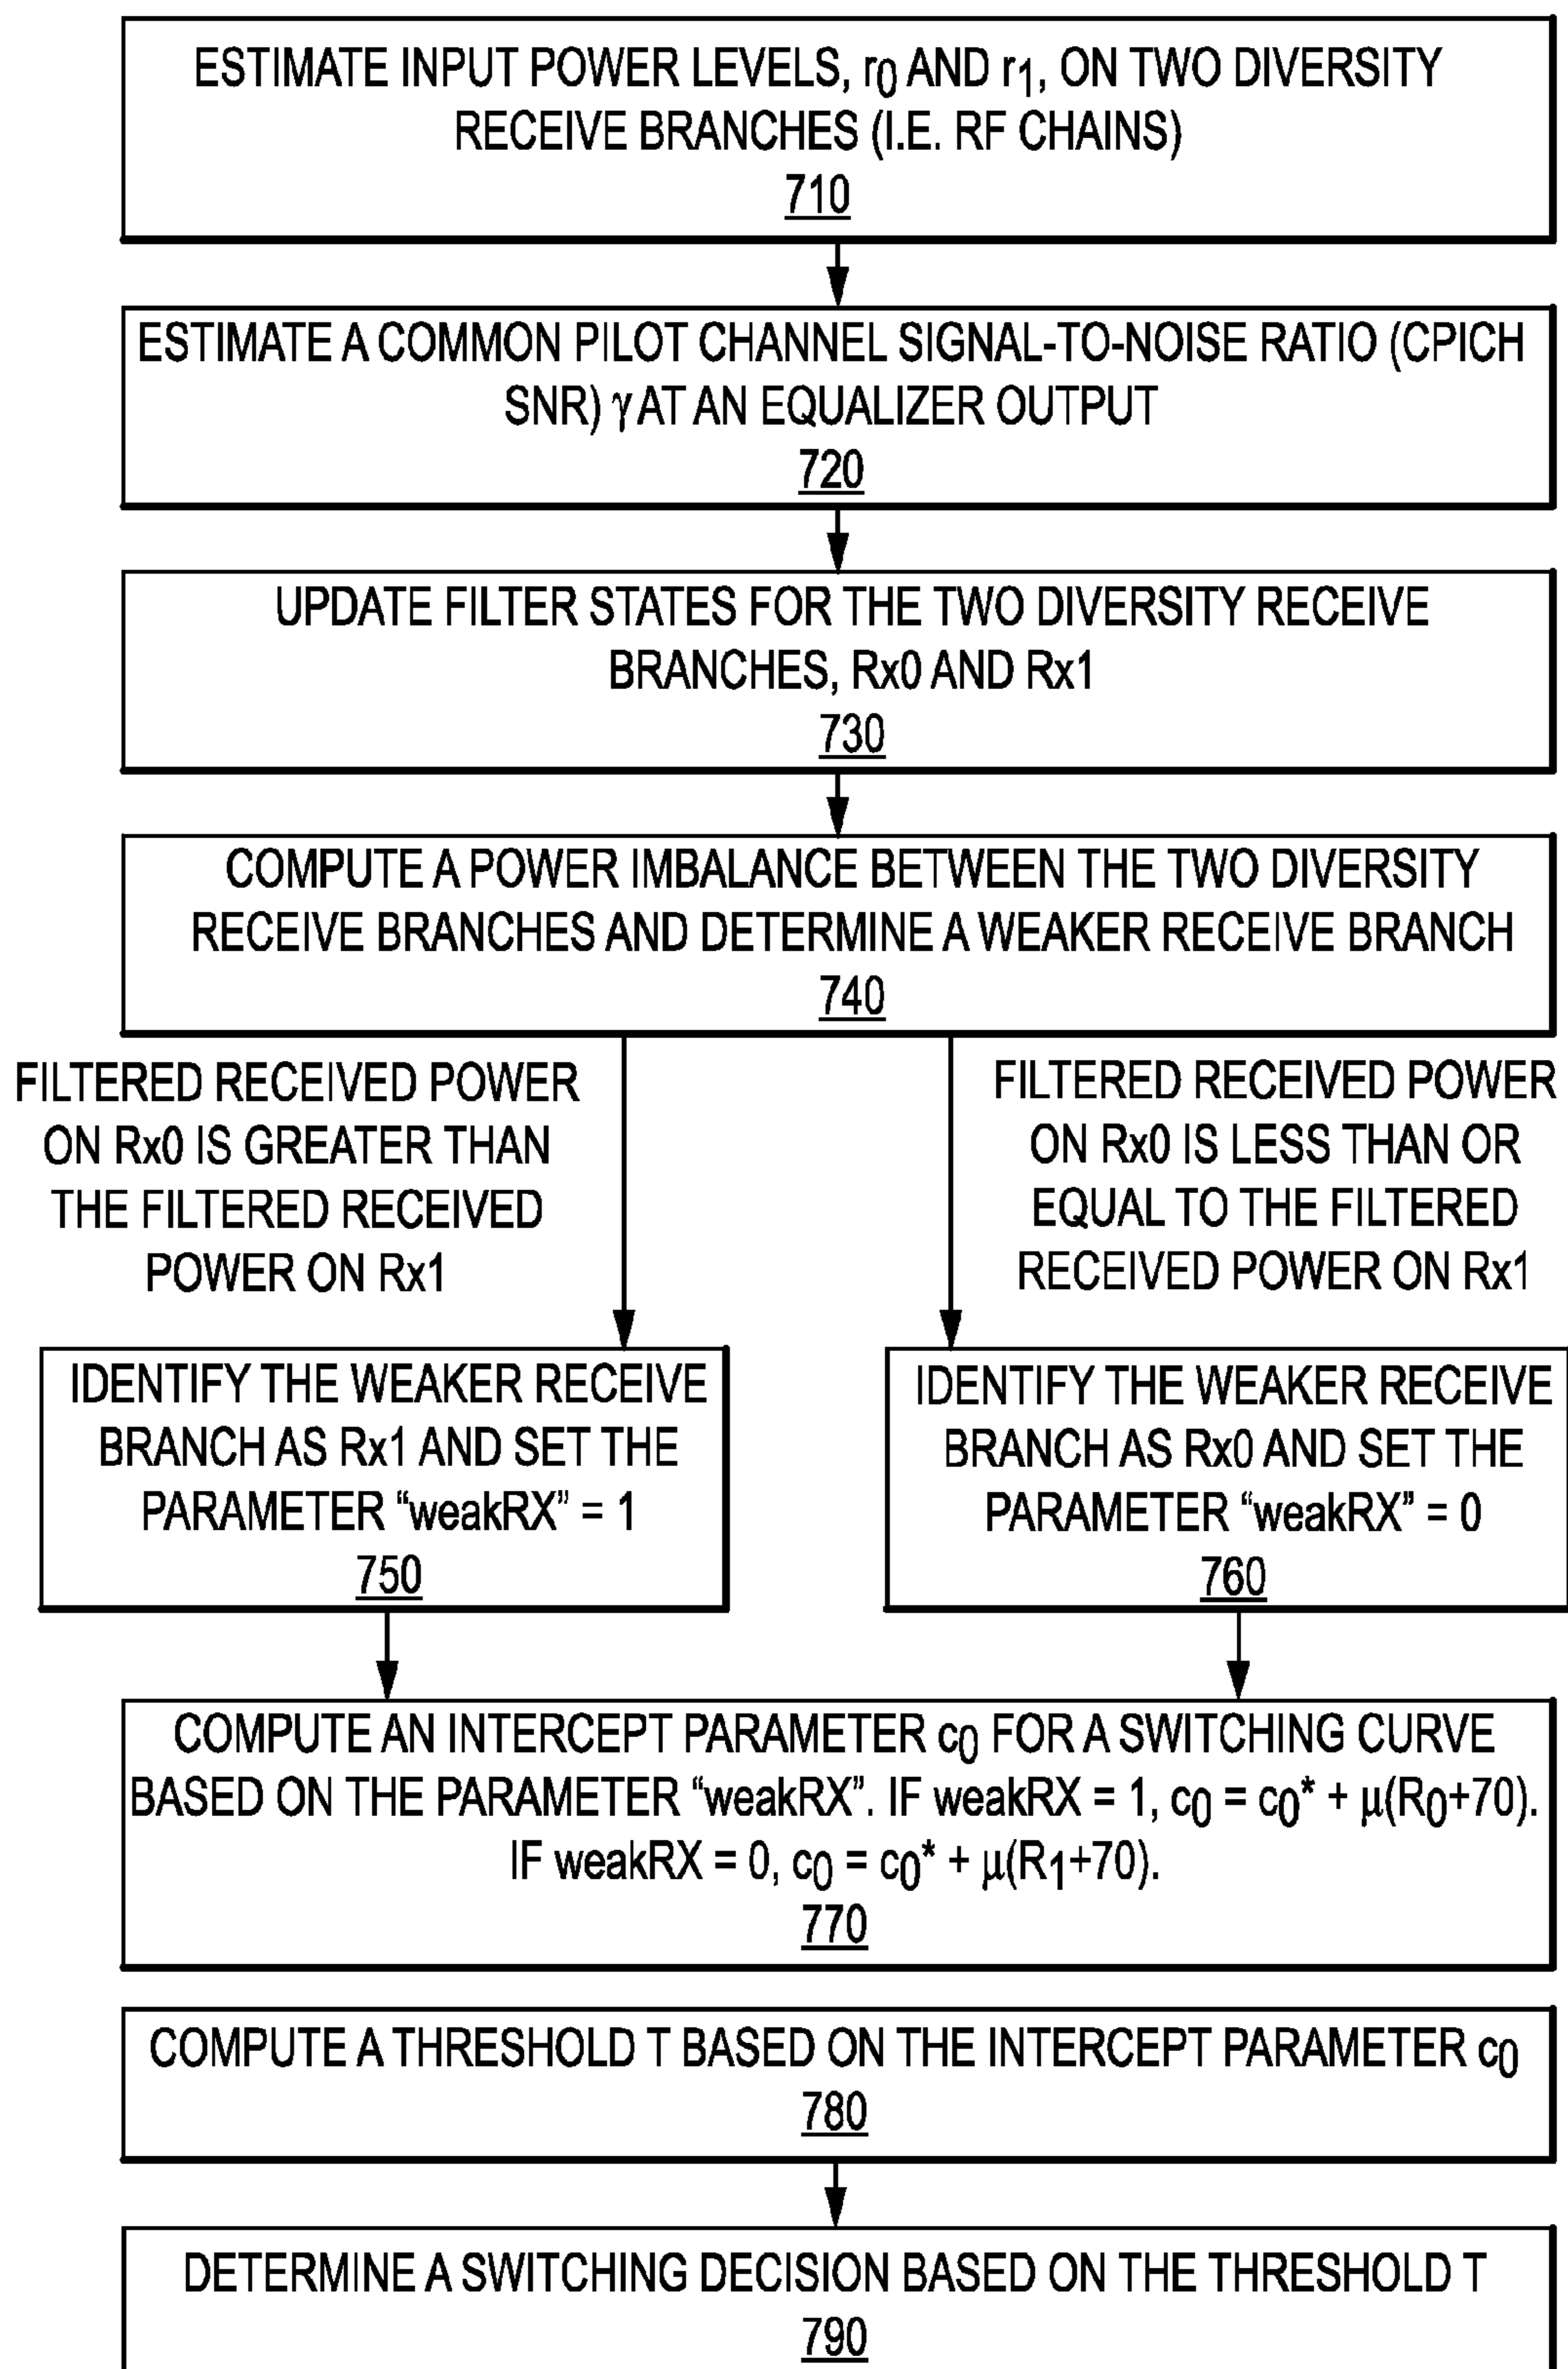 ESTIMATE INPUT POWER LEVELS, r0 AND r1, ON TWO DIVERSITY
RECEIVE BRANCHES (I.E. RF CHAINS)
710
ESTIMATE A COMMON PILOT CHANNEL SIGNAL-TO-NOISE RATIO (CPICH
SNR) γ AT AN EQUALIZER OUTPUT
720
UPDATE FILTER STATES FOR THE TWO DIVERSITY RECEIVE
BRANCHES, Rx0 AND Rx1
730
COMPUTE A POWER IMBALANCE BETWEEN THE TWO DIVERSITY
RECEIVE BRANCHES AND DETERMINE A WEAKER RECEIVE BRANCH
740
FILTERED RECEIVED POWER
ON Rx0 IS GREATER THAN
THE FILTERED RECEIVED
POWER ON Rx1
FILTERED RECEIVED POWER
ON Rx0 IS LESS THAN OR
EQUAL TO THE FILTERED
RECEIVED POWER ON Rx1
IDENTIFY THE WEAKER RECEIVE
BRANCH AS Rx1 AND SET THE
PARAMETER “weakRX” = 1
750
IDENTIFY THE WEAKER RECEIVE
BRANCH AS Rx0 AND SET THE
PARAMETER “weakRX” = 0
760
COMPUTE AN INTERCEPT PARAMETER c0 FOR A SWITCHING CURVE
BASED ON THE PARAMETER “weakRX”. IF weakRX = 1, c0 = c0* + μ(R0+70).
IF weakRX = 0, c0 = c0* + μ(R1+70).
770
COMPUTE A THRESHOLD T BASED ON THE INTERCEPT PARAMETER c0
780
DETERMINE A SWITCHING DECISION BASED ON THE THRESHOLD T
790